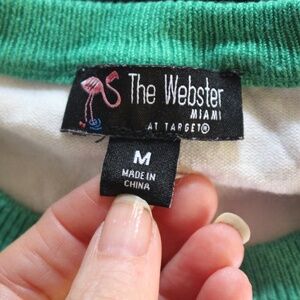 The Webster
MIAMI
AT TARGET®
M
MADE IN
CHINA